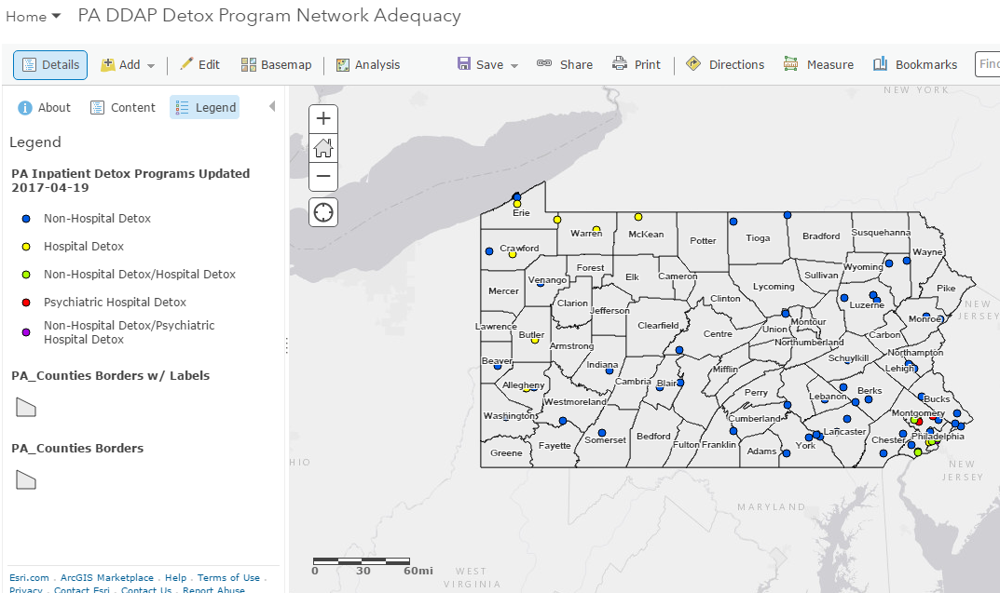 Home PA DDAP Detox Program Network Adequacy
Details Add Edit Basemap Analysis Save Share Print Directions Measure Bookmarks Find
About Content Legend
Legend
PA Inpatient Detox Programs Updated
2017-04-19
Non-Hospital Detox
Hospital Detox
Non-Hospital Detox/Hospital Detox
Psychiatric Hospital Detox
Non-Hospital Detox/Psychiatric
Hospital Detox
PA_Counties Borders w/ Labels
PA_Counties Borders
Esri.com . ArcGIS Marketplace . Help . Terms of Use .
Privacy . Contact Esri . Contact Us . Report Abuse
NEW YORK
Erie
Warren
McKean
Potter
Tioga
Bradford
Susquehanna
Crawford
Wayne
Forest
Wyoming
Venango
Elk
Cameron
Sullivan
Mercer
Lycoming
Pike
Clarion
Clinton
Luzerne
Jefferson
NEW
JERSEY
Monroe
Lawrence
Clearfield
Centre
Union
Montour
Butler
Carbon
Northumberland
Armstrong
Northampton
Beaver
Schuylkill
Indiana
Mifflin
Lehigh
Allegheny
Cambria
Blair
Perry
Lebanon
Berks
Bucks
Westmoreland
Montgomery
Washington
Cumberland
Lancaster
Philadelphia
Somerset
Bedford
Chester
Fayette
Fulton
Franklin
York
Greene
Adams
HIO
NEW
JERSEY
MARYLAND
WEST
VIRGINIA
0 30 60mi